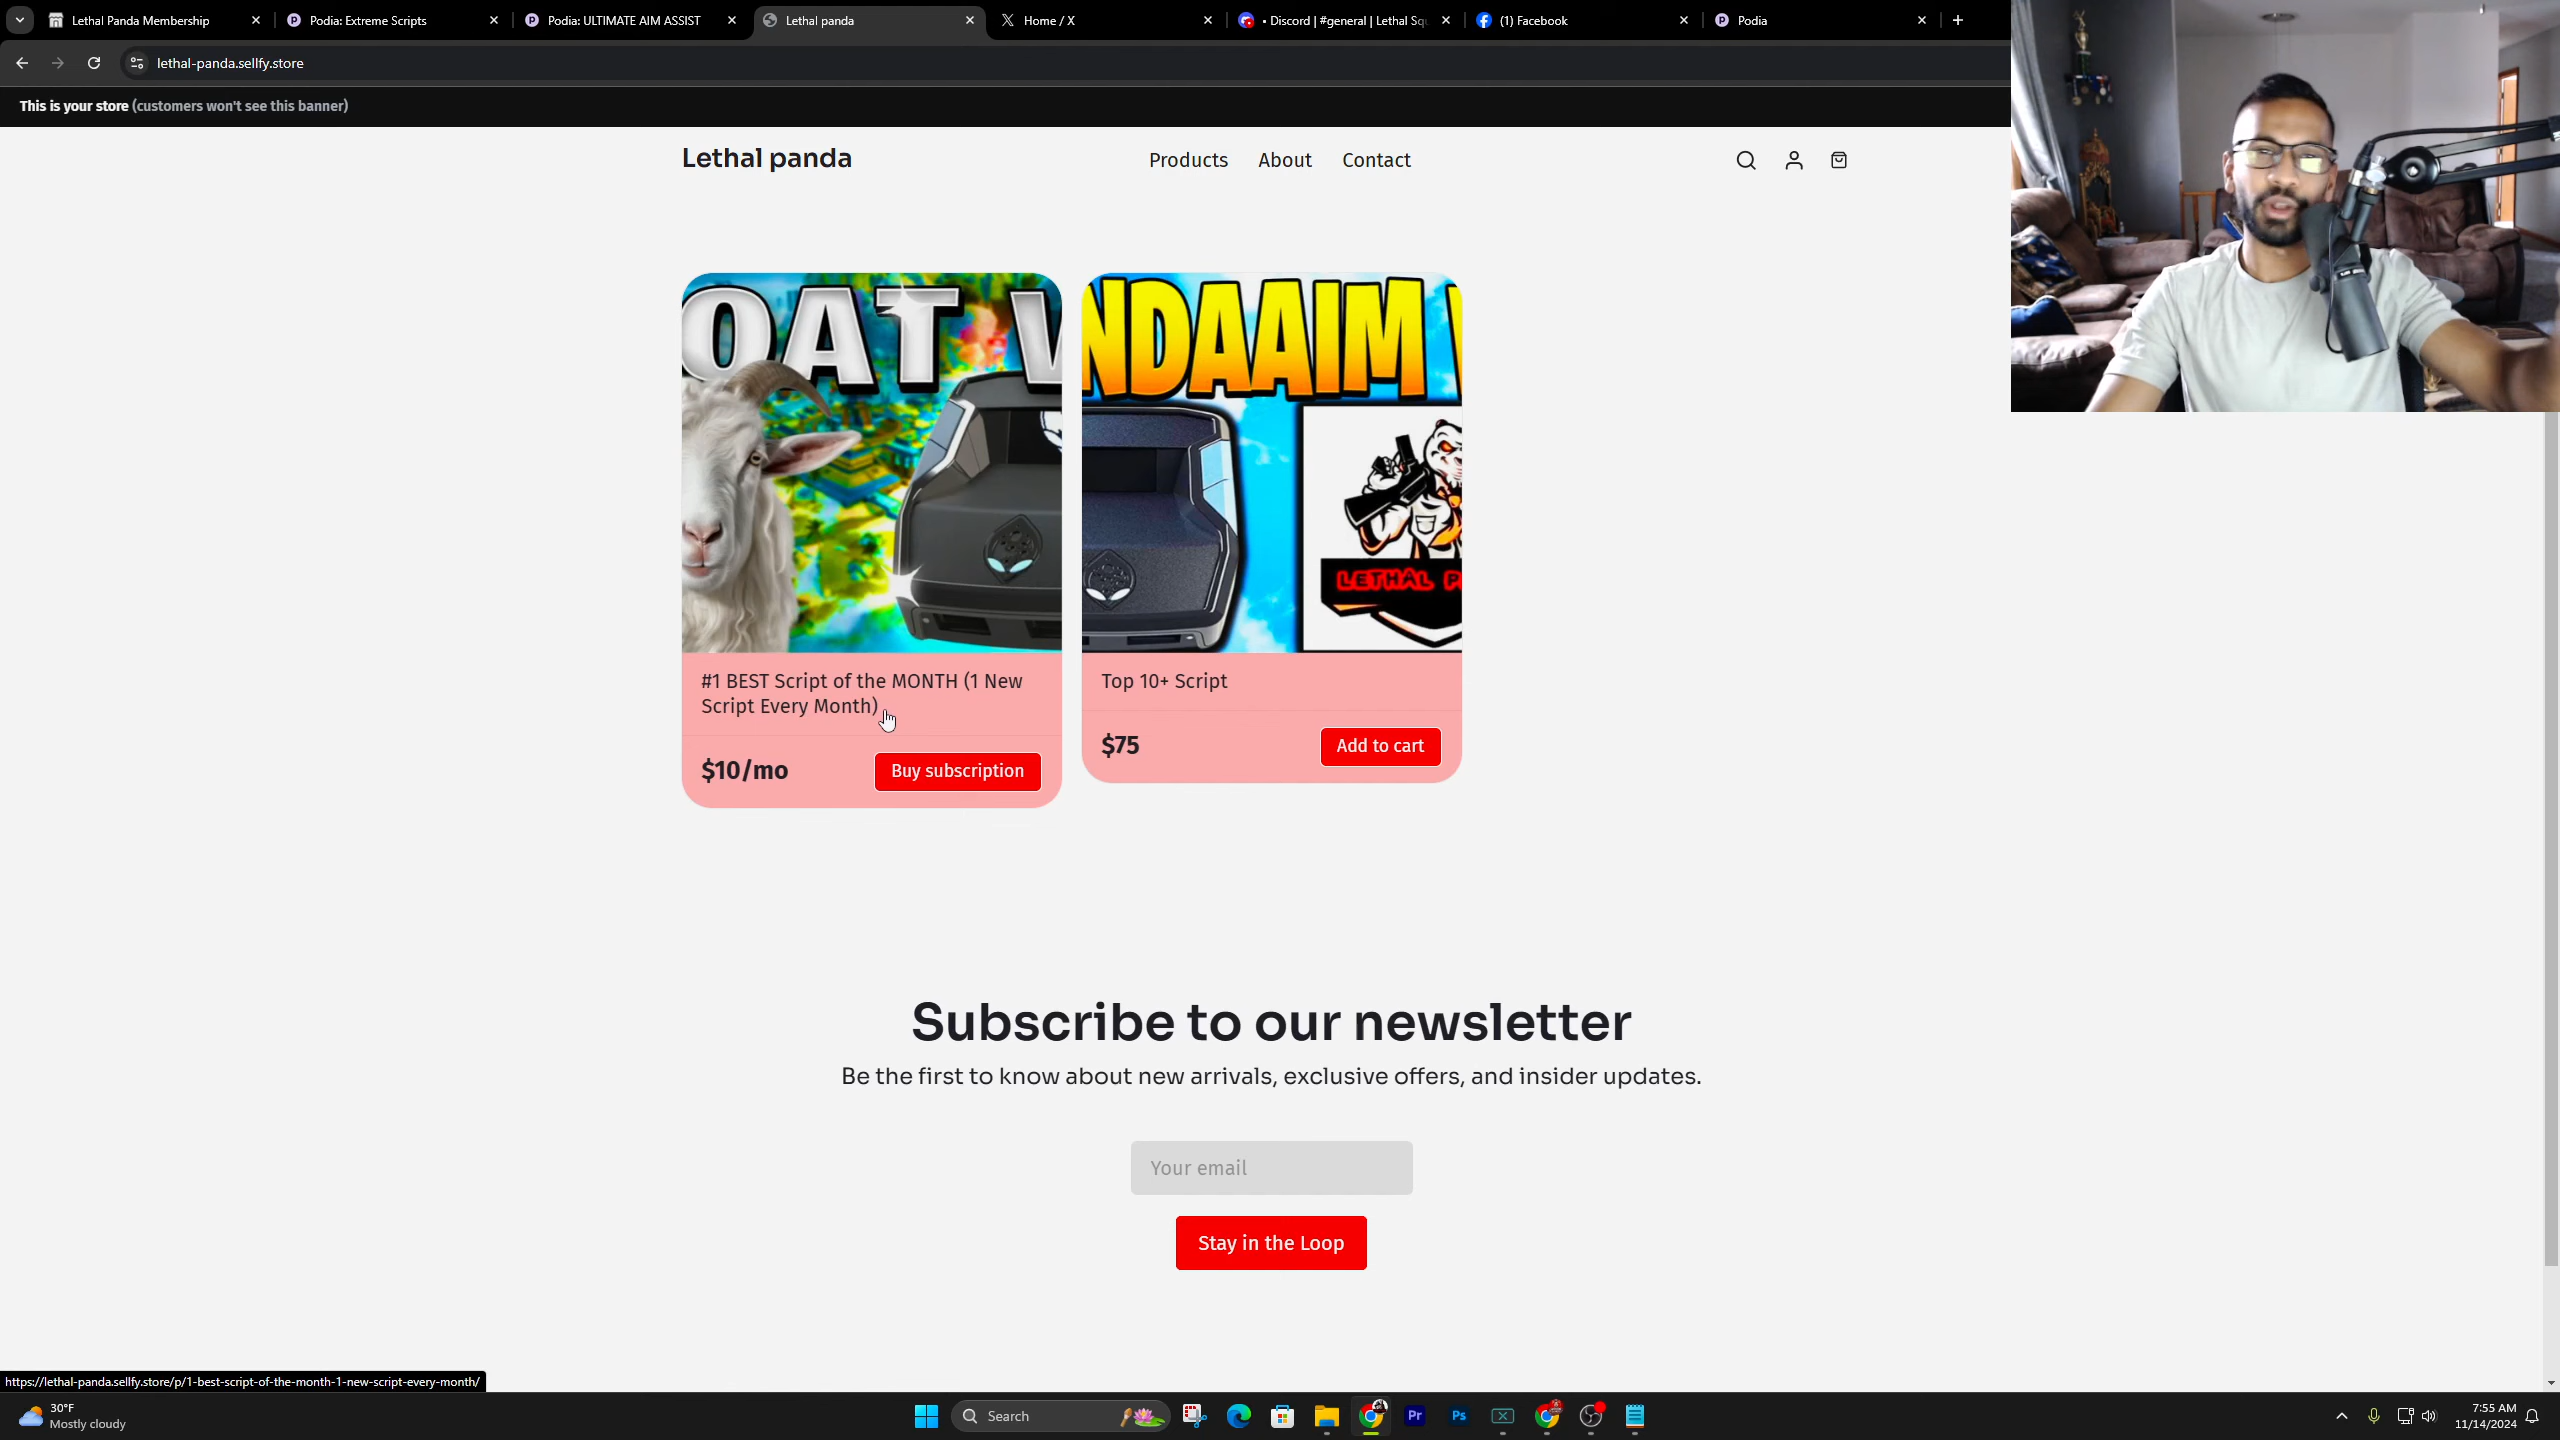 Lethal Panda Membership
Podia: Extreme Scripts
Podia: ULTIMATE AIM ASSIST
Lethal panda
Home / X
• Discord | #general | Lethal Squ
(1) Facebook
Podia
lethal-panda.sellfy.store
This is your store (customers won't see this banner)
Lethal panda
Products
About
Contact
OAT
NDAAIM
LETHAL P
#1 BEST Script of the MONTH (1 New
Script Every Month)
$10/mo
Buy subscription
Top 10+ Script
$75
Add to cart
Subscribe to our newsletter
Be the first to know about new arrivals, exclusive offers, and insider updates.
Your email
Stay in the Loop
https://lethal-panda.sellfy.store/p/1-best-script-of-the-month-1-new-script-every-month/
30°F
Mostly cloudy
Search
Pr
Ps
7:55 AM
11/14/2024